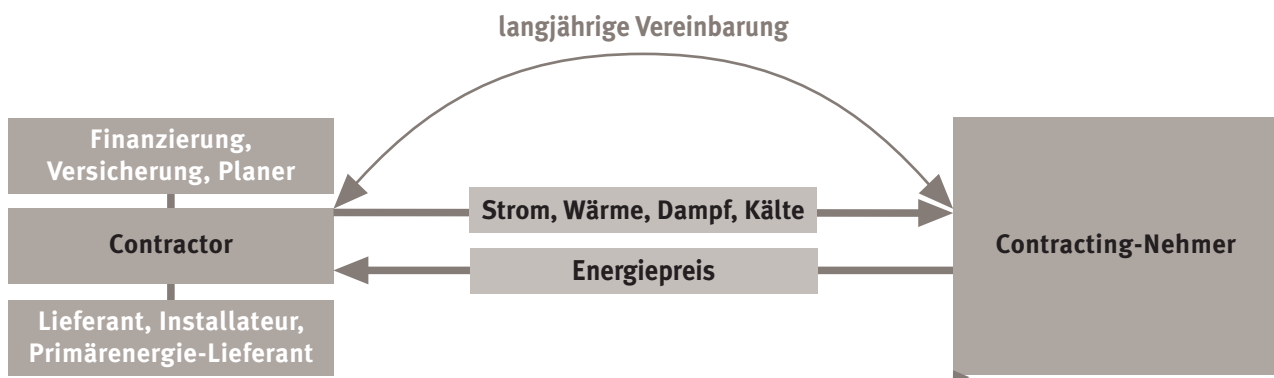 langjährige Vereinbarung
Finanzierung,
Versicherung, Planer
Contractor
Lieferant, Installateur,
Primärenergie-Lieferant
Strom, Wärme, Dampf, Kälte
Energiepreis
Contracting-Nehmer